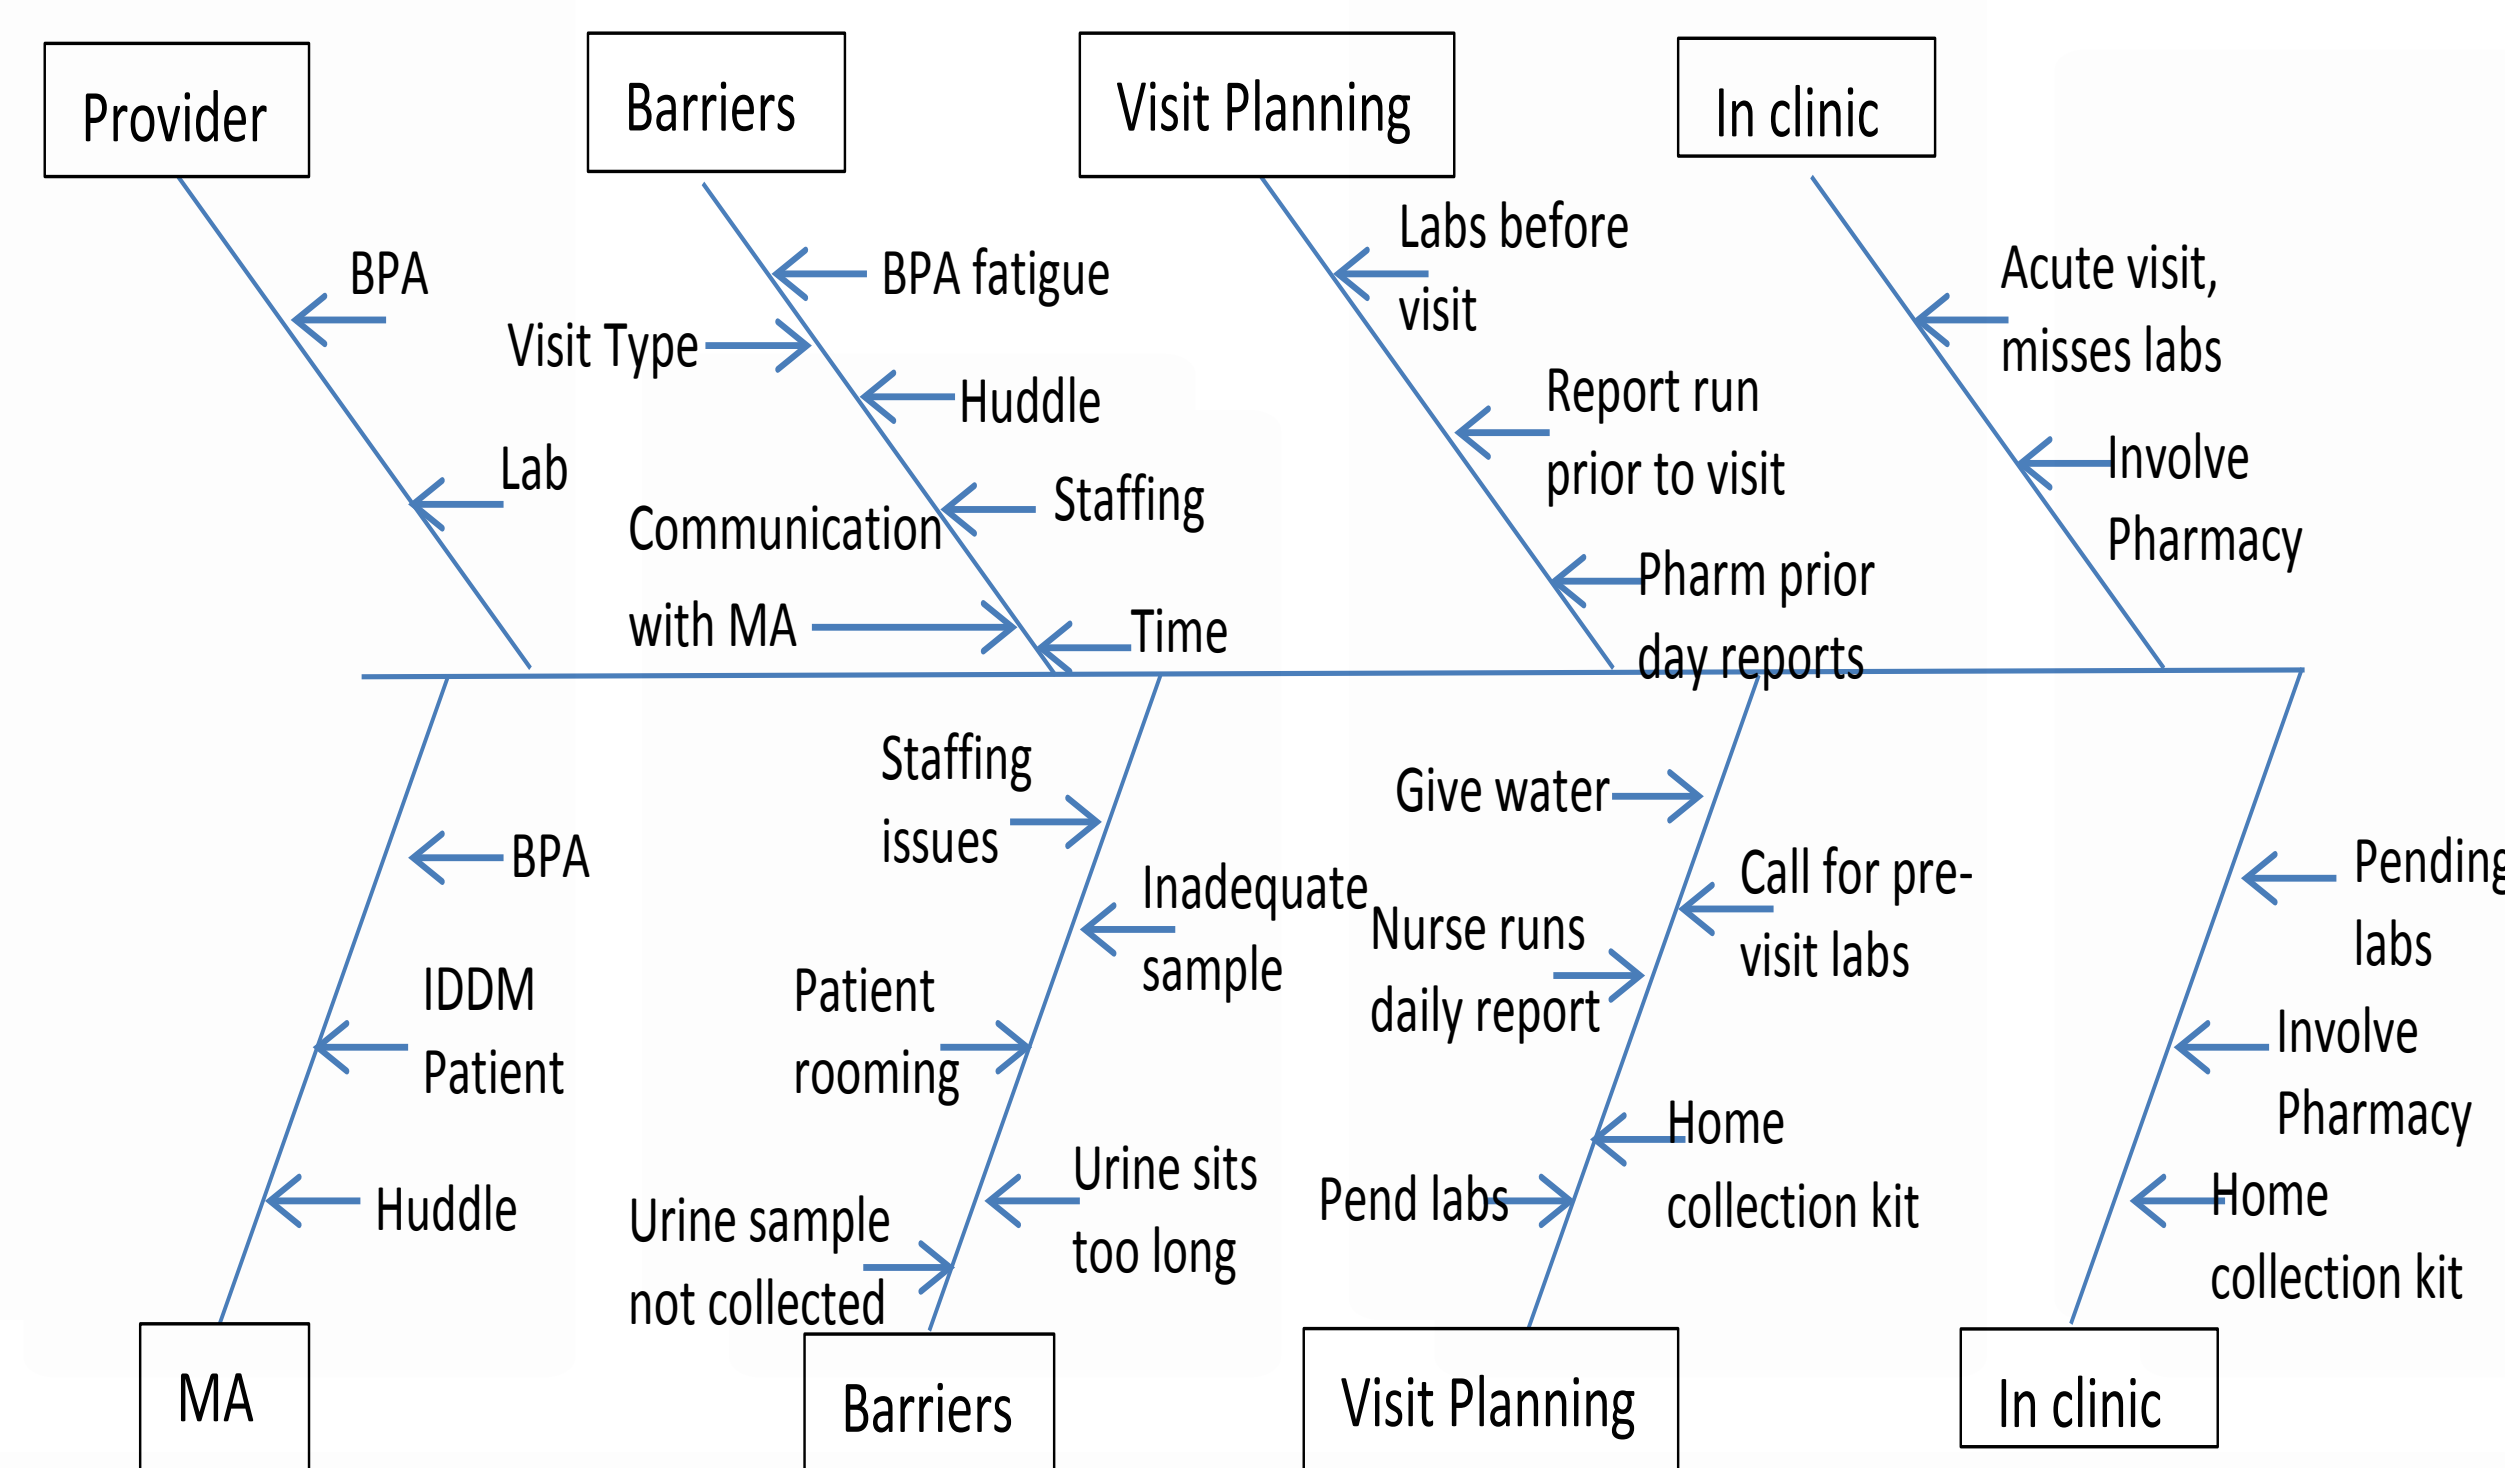 Provider
Barriers
Visit Planning
In clinic
BPA
Lab
BPA fatigue
Visit Type
Huddle
Staffing
Communication
with MA
Time
Labs before
visit
Report run
prior to visit
Pharm prior
day reports
Acute visit,
misses labs
Involve
Pharmacy
BPA
IDDM
Patient
Huddle
Staffing
issues
Inadequate
sample
Patient
rooming
Urine sits
too long
Urine sample
not collected
Give water
Call for pre-
visit labs
Nurse runs
daily report
Home
collection kit
Pend labs
Pending
labs
Involve
Pharmacy
Home
collection kit
MA
Barriers
Visit Planning
In clinic